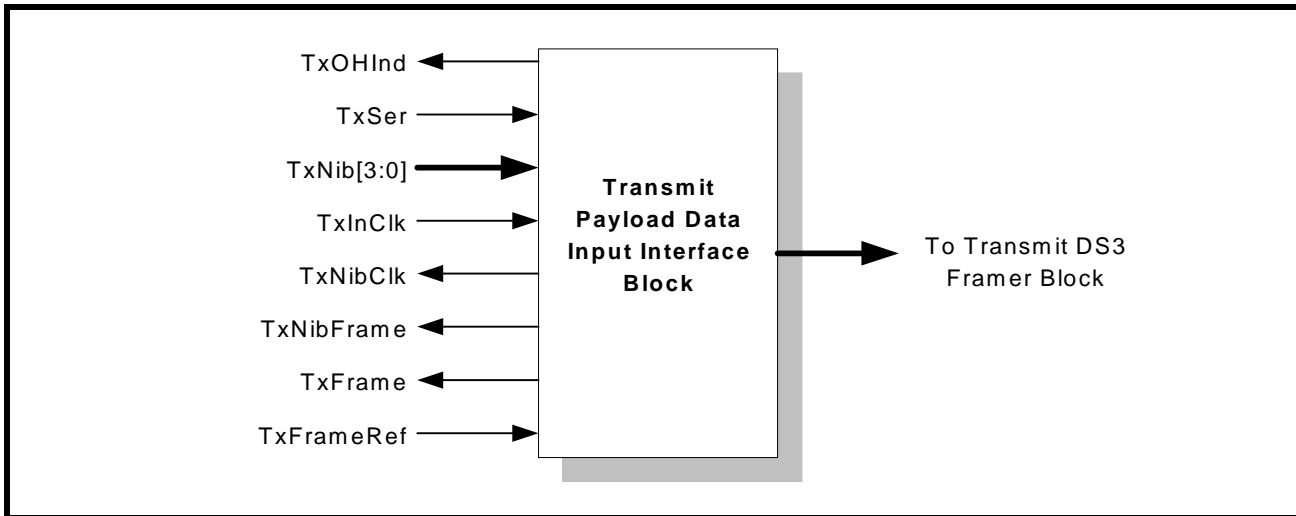 TxOHInd
TxSer
TxNib[3:0]
TxInClk
TxNibClk
TxNibFrame
TxFrame
TxFrameRef
Transmit
Payload Data
Input Interface
Block
To Transmit DS3
Framer Block